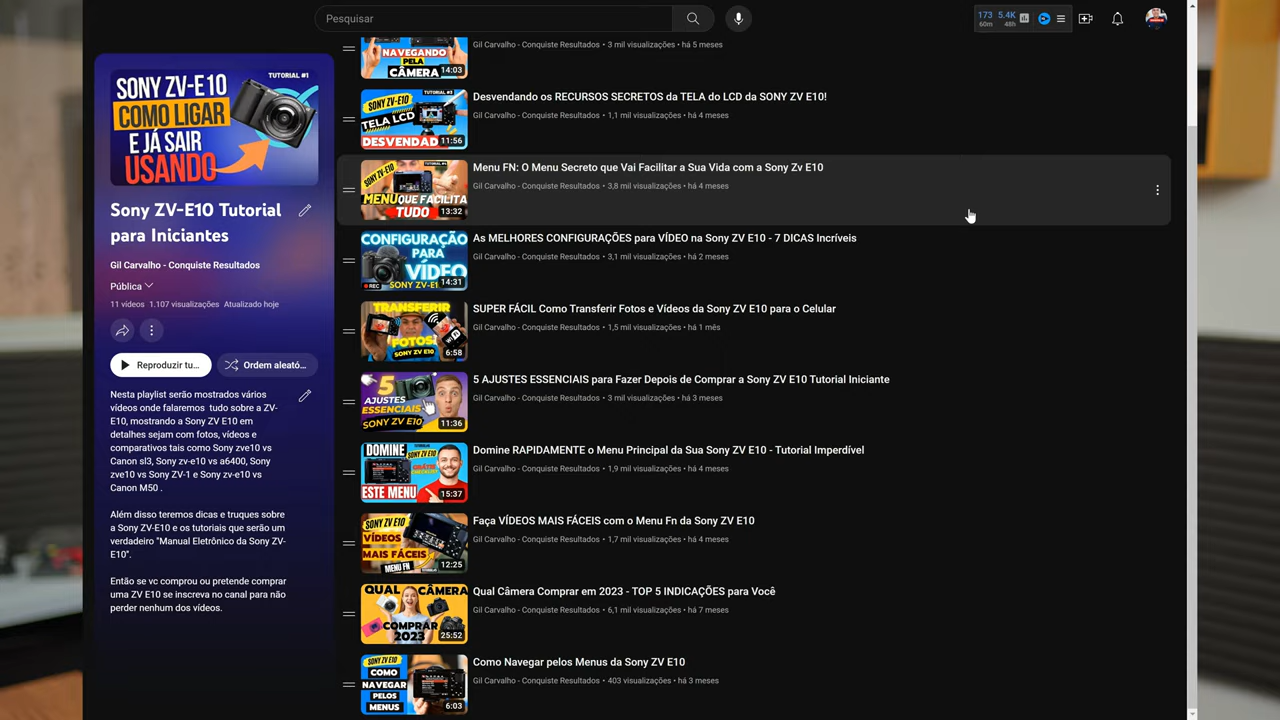 Pesquisar
173 5.4K
60m 48h
SONY ZV-E10
TUTORIAL #1
COMO LIGAR
E JÁ SAIR
USANDO
Sony ZV-E10 Tutorial
para Iniciantes
Gil Carvalho - Conquiste Resultados
Pública
11 vídeos 1.107 visualizações Atualizado hoje
Reproduzir tu...
Ordem aleató...
Nesta playlist serão mostrados vários
vídeos onde falaremos tudo sobre a ZV-
E10, mostrando a Sony ZV E10 em
detalhes sejam com fotos, vídeos e
comparativos tais como Sony zve10 vs
Canon sl3, Sony zv-e10 vs a6400, Sony
zve10 vs Sony ZV-1 e Sony zv-e10 vs
Canon M50 .
Além disso teremos dicas e truques sobre
a Sony ZV-E10 e os tutoriais que serão um
verdadeiro "Manual Eletrônico da Sony ZV-
E10".
Então se vc comprou ou pretende comprar
uma ZV E10 se inscreva no canal para não
perder nenhum dos vídeos.
NAVEGANDO
PELA
CÂMERA
14:03
Gil Carvalho - Conquiste Resultados • 3 mil visualizações • há 5 meses
SONY ZV-E10
TUTORIAL #3
TELA LCD
DESVENDAD
11:56
Desvendando os RECURSOS SECRETOS da TELA do LCD da SONY ZV E10!
Gil Carvalho - Conquiste Resultados • 1,1 mil visualizações • há 4 meses
SONY ZV-E10
TUTORIAL #4
MENU QUE FACILITA
TUDO
13:32
Menu FN: O Menu Secreto que Vai Facilitar a Sua Vida com a Sony Zv E10
Gil Carvalho - Conquiste Resultados • 3,8 mil visualizações • há 4 meses
CONFIGURAÇÃO
PARA
VÍDEO
REC
SONY ZV-E1
14:31
As MELHORES CONFIGURAÇÕES para VÍDEO na Sony ZV E10 - 7 DICAS Incríveis
Gil Carvalho - Conquiste Resultados • 3,1 mil visualizações • há 2 meses
TRANSFERIR
FOTOS
Wi Fi
SONY ZV E10
6:58
SUPER FÁCIL Como Transferir Fotos e Vídeos da Sony ZV E10 para o Celular
Gil Carvalho - Conquiste Resultados • 1,5 mil visualizações • há 1 mês
5
AJUSTES
ESSENCIAIS
SONY ZV E10
11:36
5 AJUSTES ESSENCIAIS para Fazer Depois de Comprar a Sony ZV E10 Tutorial Iniciante
Gil Carvalho - Conquiste Resultados • 3 mil visualizações • há 3 meses
DOMINE
SONY ZV E10
ESTE MENU
15:37
Domine RAPIDAMENTE o Menu Principal da Sua Sony ZV E10 - Tutorial Imperdível
Gil Carvalho - Conquiste Resultados • 1,9 mil visualizações • há 4 meses
SONY ZV E10
VÍDEOS
MAIS FÁCEIS
MENU FN
12:25
Faça VÍDEOS MAIS FÁCEIS com o Menu Fn da Sony ZV E10
Gil Carvalho - Conquiste Resultados • 1,7 mil visualizações • há 4 meses
QUAL CÂMERA
COMPRAR
2023
25:52
Qual Câmera Comprar em 2023 - TOP 5 INDICAÇÕES para Você
Gil Carvalho - Conquiste Resultados • 6,1 mil visualizações • há 7 meses
SONY ZV E10
COMO
NAVEGAR
PELOS
MENUS
6:03
Como Navegar pelos Menus da Sony ZV E10
Gil Carvalho - Conquiste Resultados • 403 visualizações • há 3 meses